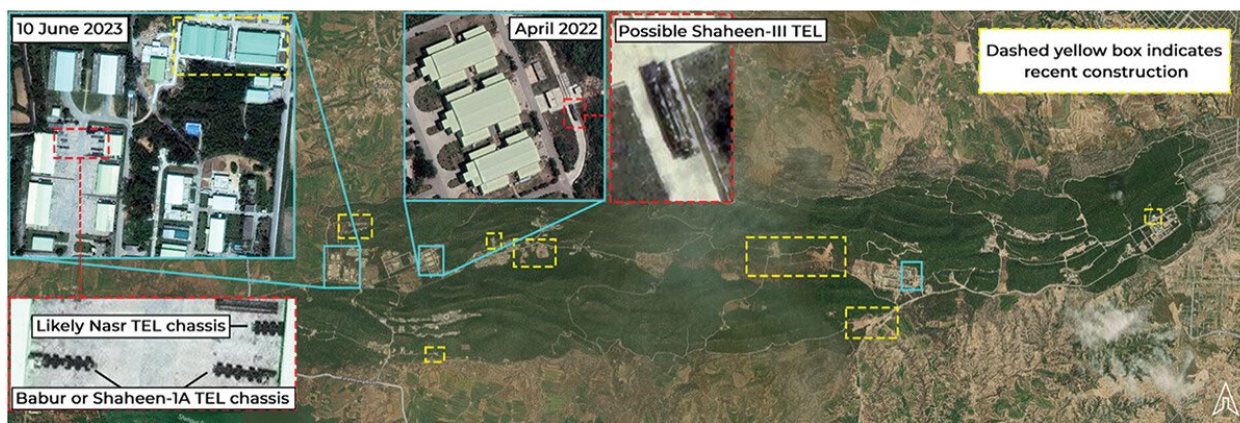 10 June 2023
April 2022
Possible Shaheen-III TEL
Dashed yellow box indicates
recent construction
Likely Nasr TEL chassis
Babur or Shaheen-1A TEL chassis